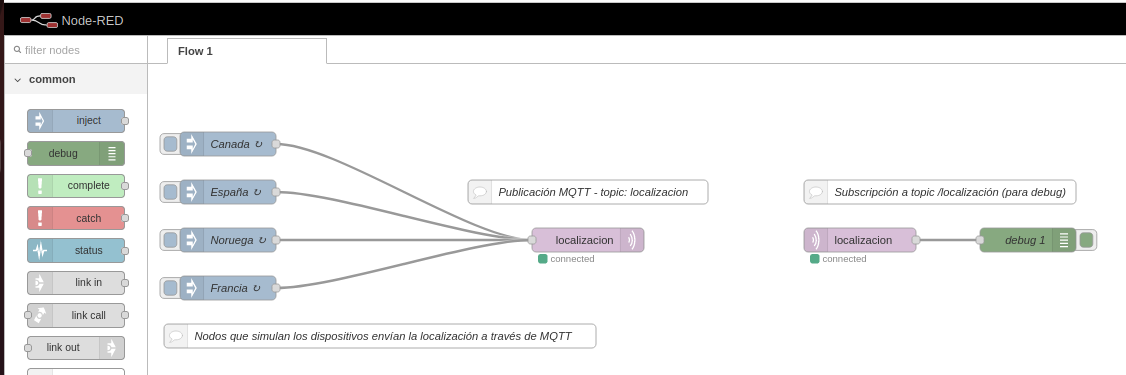 Node-RED
filter nodes
Flow 1
common
inject
debug
complete
catch
status
link in
link call
link out
Canada ↻
España ↻
Noruega ↻
Francia ↻
Publicación MQTT - topic: localizacion
localizacion
connected
Subscripción a topic /localización (para debug)
localizacion
connected
debug 1
Nodos que simulan los dispositivos envían la localización a través de MQTT